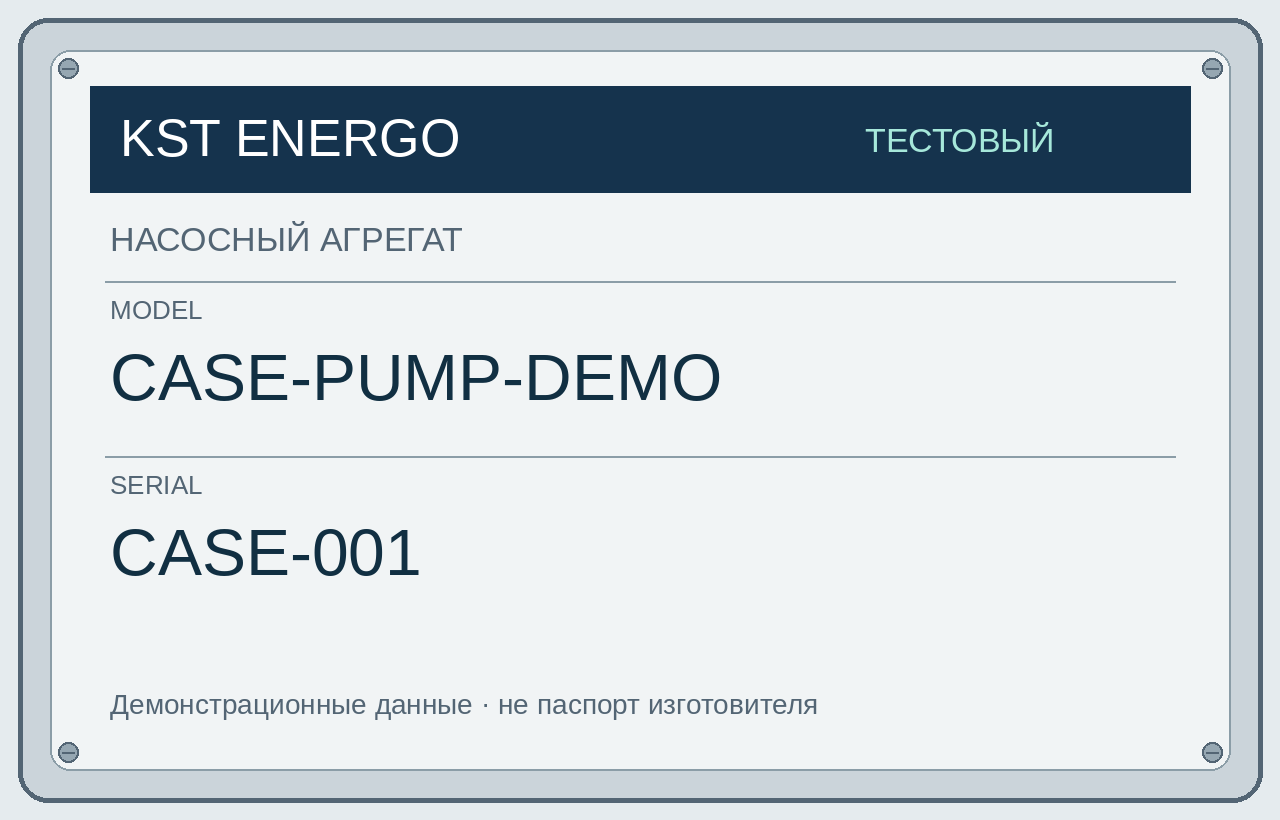 KST ENERGO ТЕСТОВЫЙ
НАСОСНЫЙ АГРЕГАТ
MODEL
CASE-PUMP-DEMO
SERIAL
CASE-001
Демонстрационные данные · не паспорт изготовителя